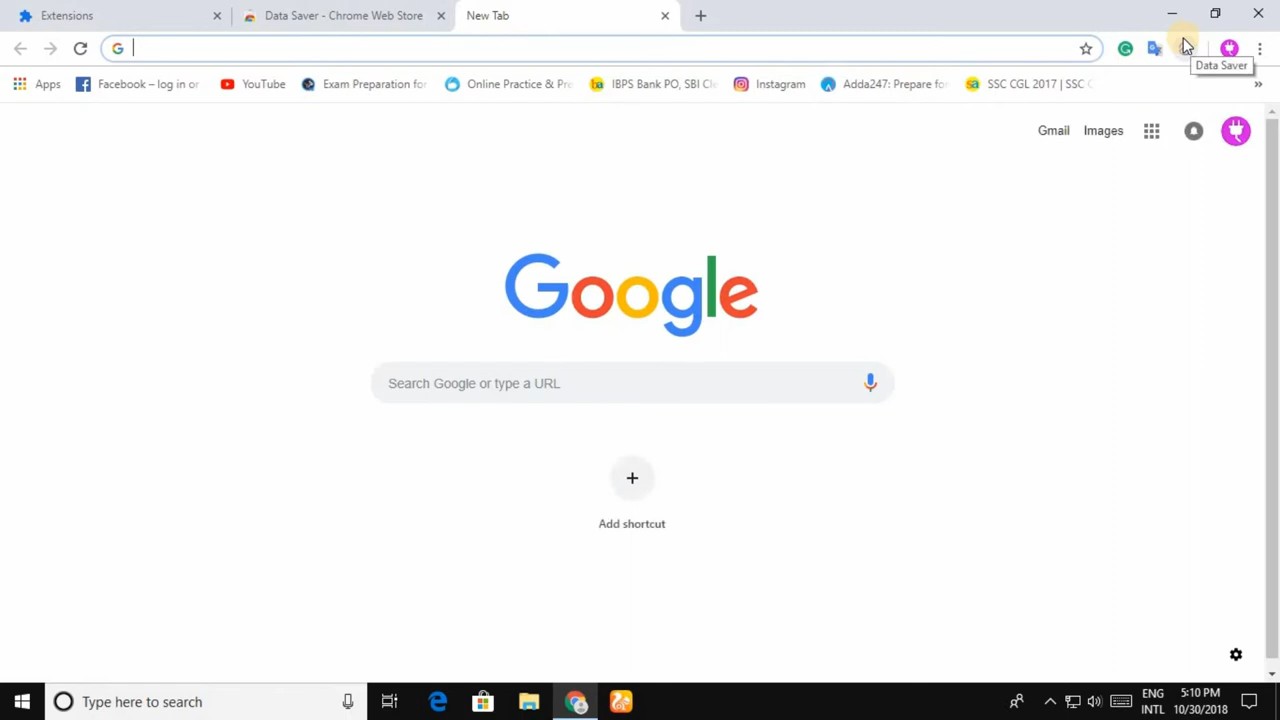 Extensions
Data Saver - Chrome Web Store
New Tab
Data Saver
Apps
Facebook – log in or
YouTube
Exam Preparation for
Online Practice & Pre
IBPS Bank PO, SBI Cle
Instagram
Adda247: Prepare for
SSC CGL 2017 | SSC C
Gmail
Images
Google
Search Google or type a URL
Add shortcut
Type here to search
ENG
INTL
5:10 PM
10/30/2018